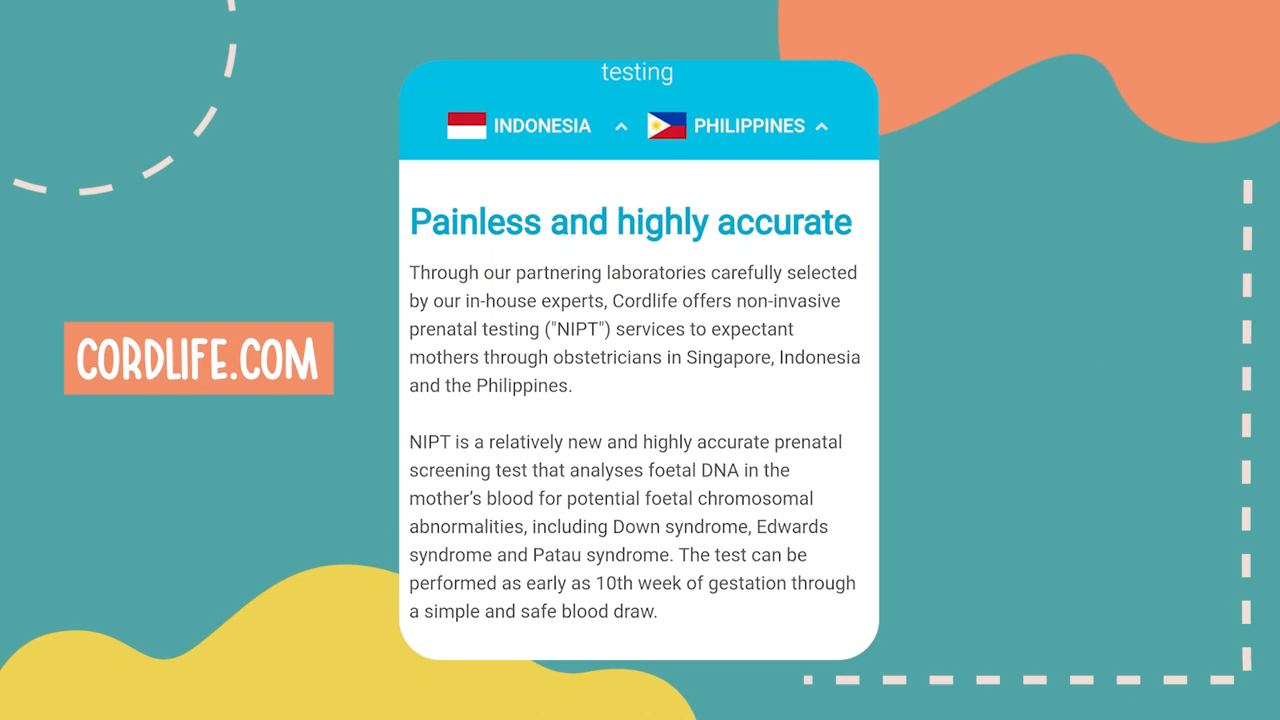 testing
INDONESIA PHILIPPINES
CORDLIFE.COM
Painless and highly accurate
Through our partnering laboratories carefully selected
by our in-house experts, Cordlife offers non-invasive
prenatal testing ("NIPT") services to expectant
mothers through obstetricians in Singapore, Indonesia
and the Philippines.
NIPT is a relatively new and highly accurate prenatal
screening test that analyses foetal DNA in the
mother’s blood for potential foetal chromosomal
abnormalities, including Down syndrome, Edwards
syndrome and Patau syndrome. The test can be
performed as early as 10th week of gestation through
a simple and safe blood draw.